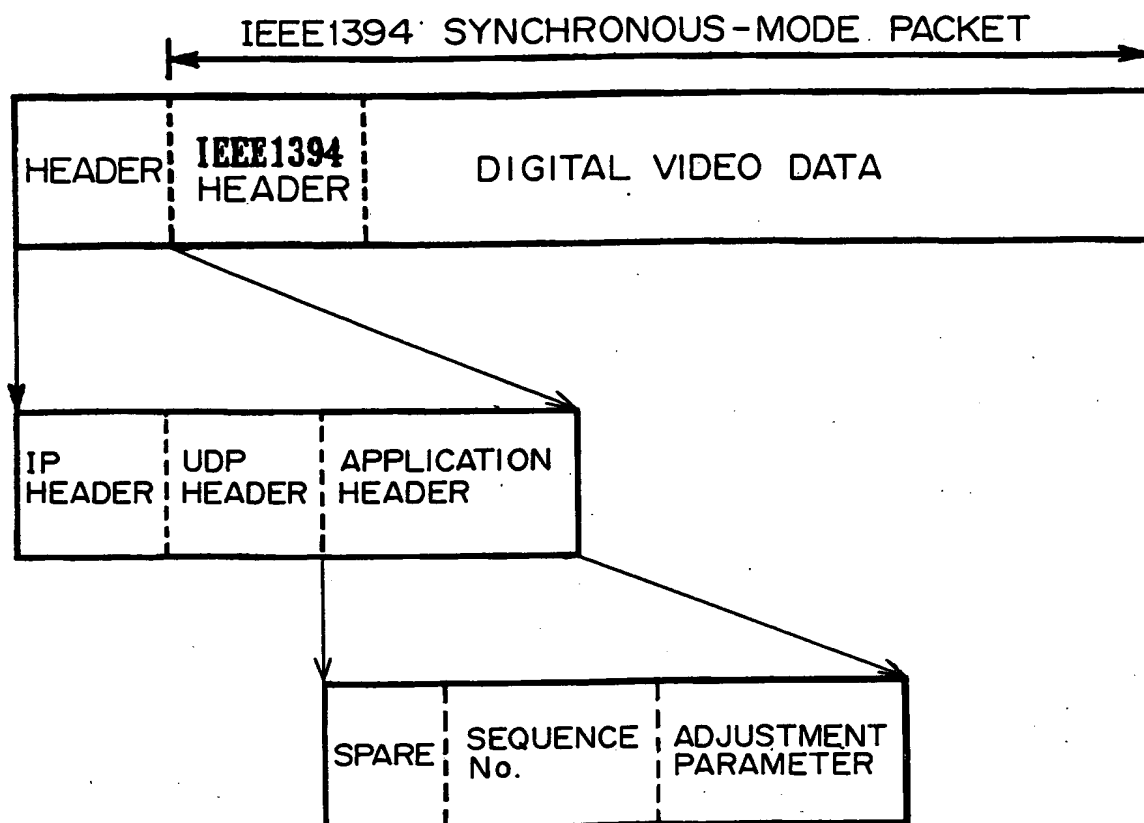 IEEE1394 SYNCHRONOUS-MODE PACKET
HEADER
IEEE1394
HEADER
DIGITAL VIDEO DATA
IP
HEADER
UDP
HEADER
APPLICATION
HEADER
SPARE
SEQUENCE
No.
ADJUSTMENT
PARAMETER